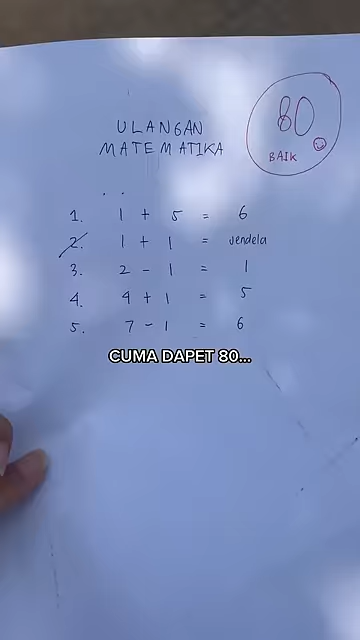 80
BAIK
ULANGAN
MATEMATIKA
1. 1 + 5 = 6
2. 1 + 1 = jendela
3. 2 - 1 = 1
4. 4 + 1 = 5
5. 7 - 1 = 6
CUMA DAPET 80...